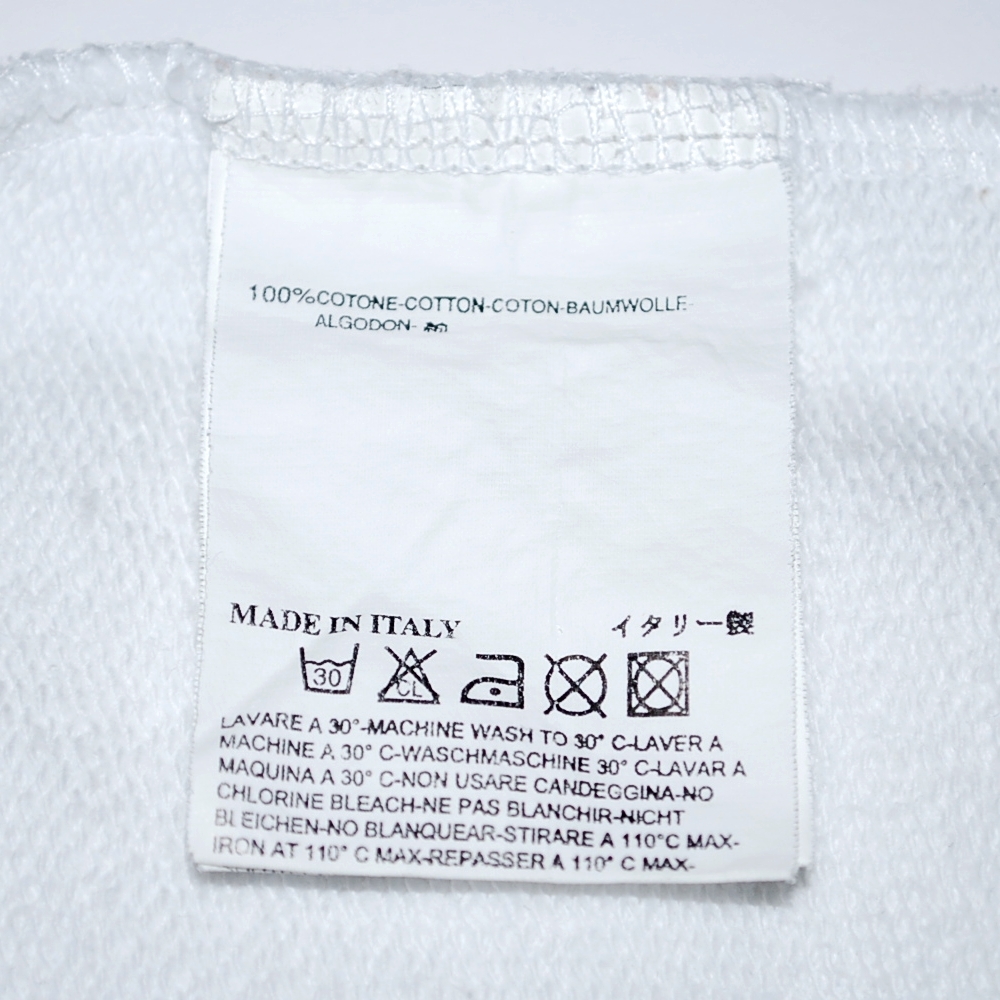 100%COTONE-COTTON-COTON-BAUMWOLLE-
ALGODON-
MADE IN ITALY イタリー製
30 CL
LAVARE A 30°-MACHINE WASH TO 30° C-LAVER A
MACHINE A 30° C-WASCHMASCHINE 30° C-LAVAR A
MAQUINA A 30° C-NON USARE CANDEGGINA-NO
CHLORINE BLEACH-NE PAS BLANCHIR-NICHT
BLEICHEN-NO BLANQUEAR-STIRARE A 110°C MAX-
IRON AT 110° C MAX-REPASSER A 110° C MAX-